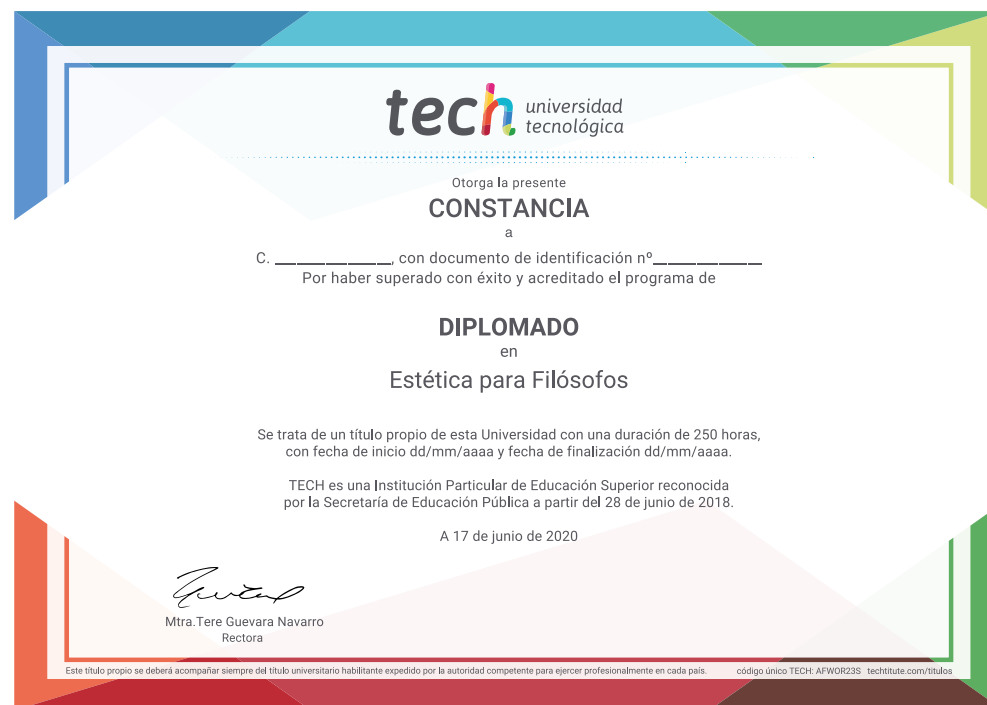 tech universidad
tecnológica
Otorga la presente
CONSTANCIA
a
C. ______________, con documento de identificación nº_____________
Por haber superado con éxito y acreditado el programa de
DIPLOMADO
en
Estética para Filósofos
Se trata de un título propio de esta Universidad con una duración de 250 horas,
con fecha de inicio dd/mm/aaaa y fecha de finalización dd/mm/aaaa.
TECH es una Institución Particular de Educación Superior reconocida
por la Secretaría de Educación Pública a partir del 28 de junio de 2018.
A 17 de junio de 2020
Mtra.Tere Guevara Navarro
Rectora
Este título propio se deberá acompañar siempre del título universitario habilitante expedido por la autoridad competente para ejercer profesionalmente en cada país. código único TECH: AFWOR23S techtitute.com/titulos